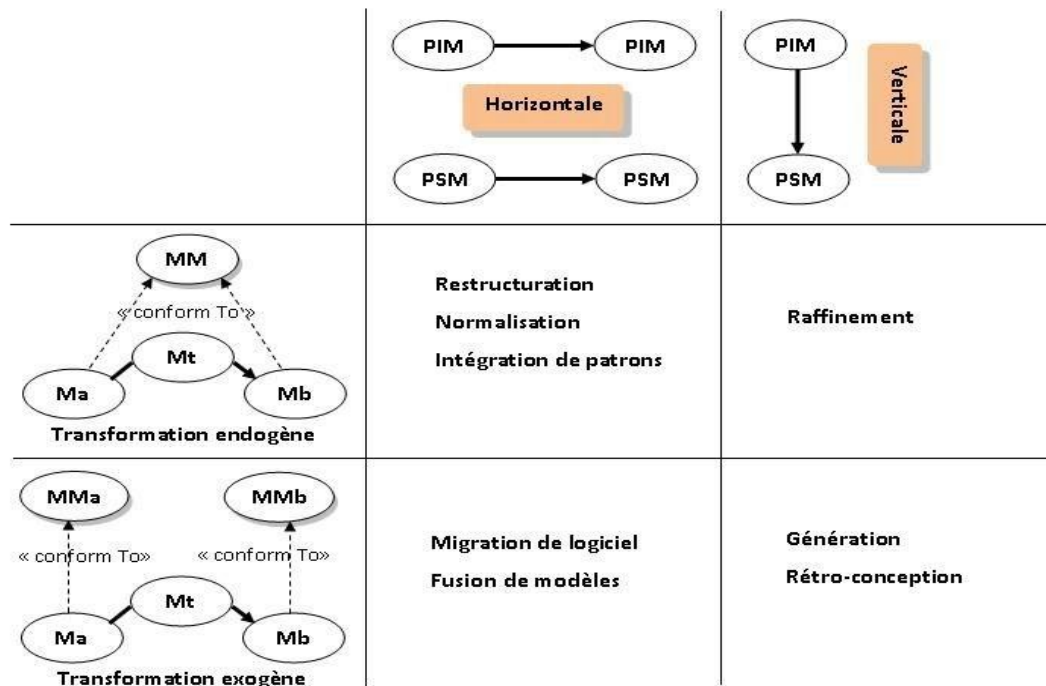 PIM PIM
Horizontale
PSM PSM
PIM
Verticale
PSM
MM
« conform To »
Mt
Ma Mb
Transformation endogène
Restructuration
Normalisation
Intégration de patrons
Raffinement
MMa MMb
« conform To» « conform To»
Mt
Ma Mb
Transformation exogène
Migration de logiciel
Fusion de modèles
Génération
Rétro-conception